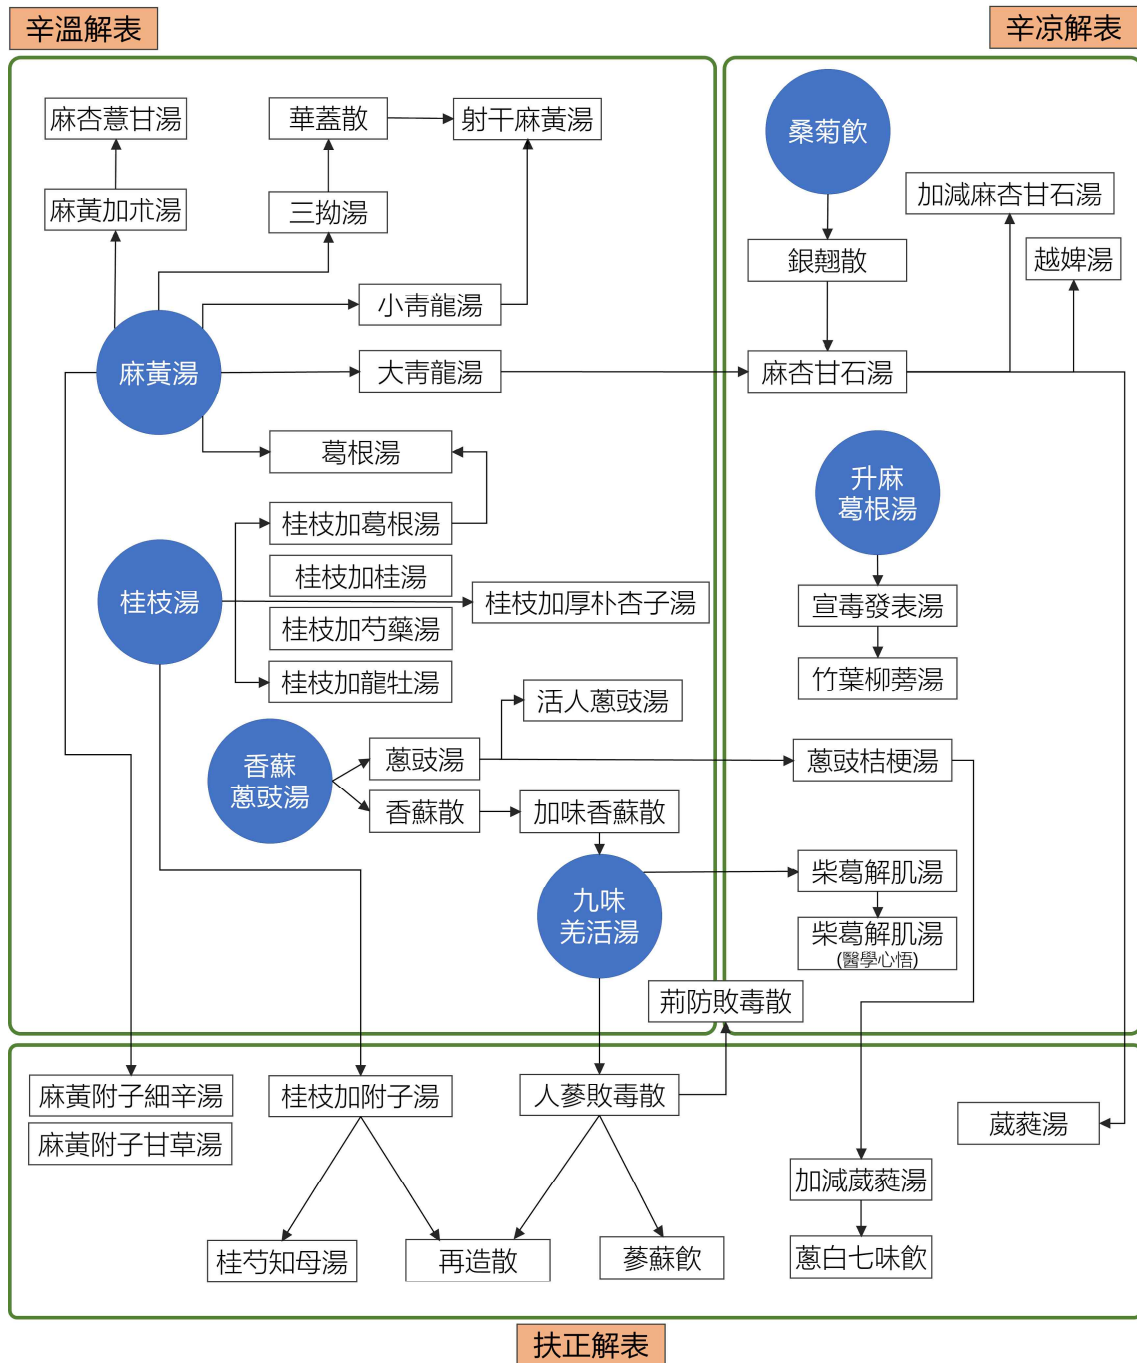 辛溫解表
辛凉解表
麻杏薏甘湯
華蓋散
射干麻黃湯
桑菊飲
麻黃加朮湯
三拗湯
加減麻杏甘石湯
銀翹散
越婢湯
小靑龍湯
麻黃湯
大靑龍湯
麻杏甘石湯
葛根湯
升麻
葛根湯
桂枝加葛根湯
桂枝湯
桂枝加桂湯
桂枝加厚朴杏子湯
宣毒發表湯
桂枝加芍藥湯
桂枝加龍牡湯
竹葉柳蒡湯
活人蔥豉湯
香蘇
蔥豉湯
蔥豉湯
蔥豉桔梗湯
香蘇散
加味香蘇散
柴葛解肌湯
九味
羌活湯
柴葛解肌湯
(醫學心悟)
荊防敗毒散
麻黃附子細辛湯
桂枝加附子湯
人蔘敗毒散
麻黃附子甘草湯
葳蕤湯
加減葳蕤湯
桂芍知母湯
再造散
蔘蘇飮
蔥白七味飮
扶正解表